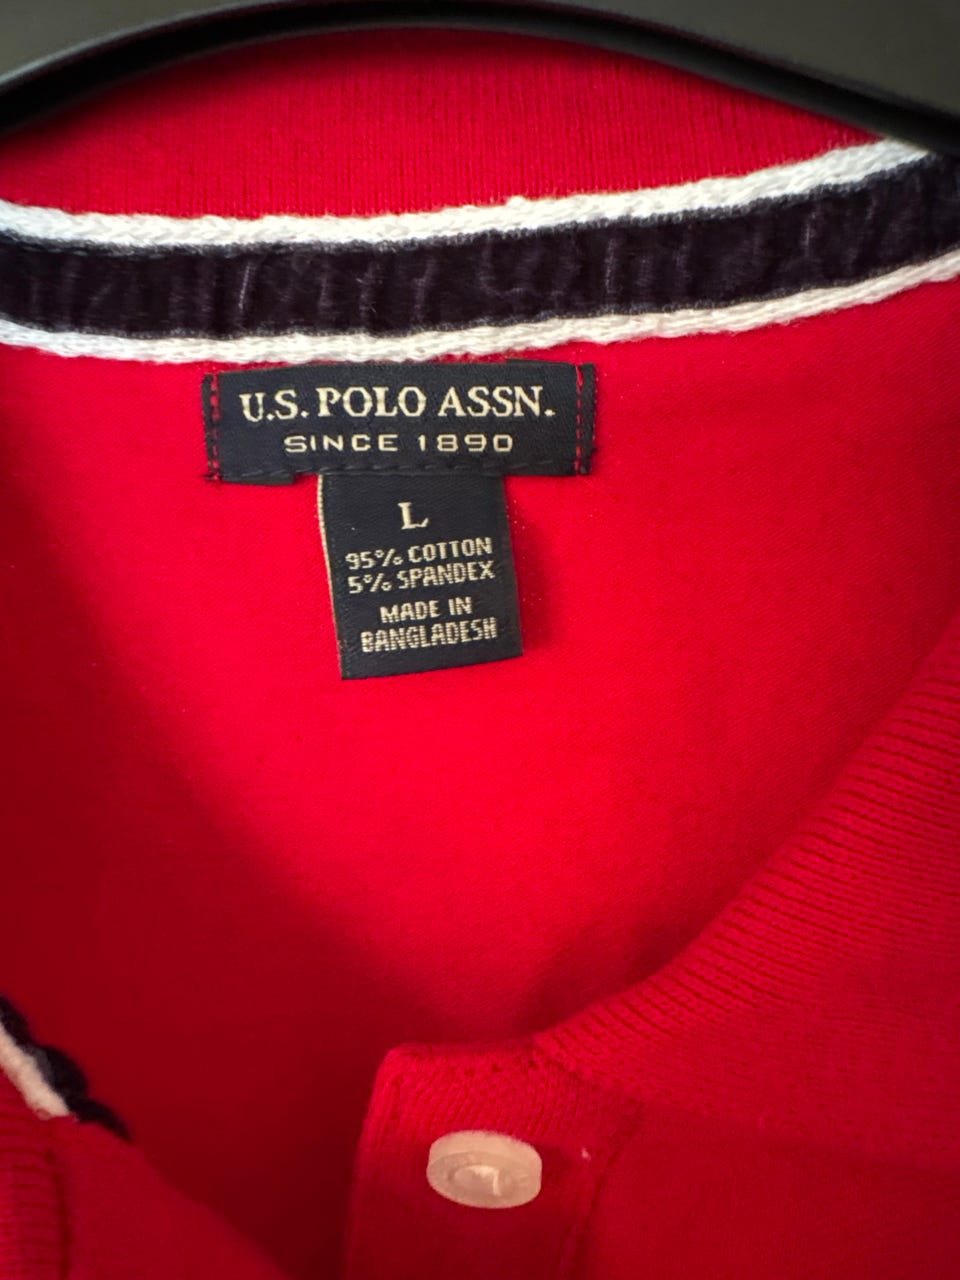 U.S. POLO ASSN.
SINCE 1890
L
95% COTTON
5% SPANDEX
MADE IN
BANGLADESH